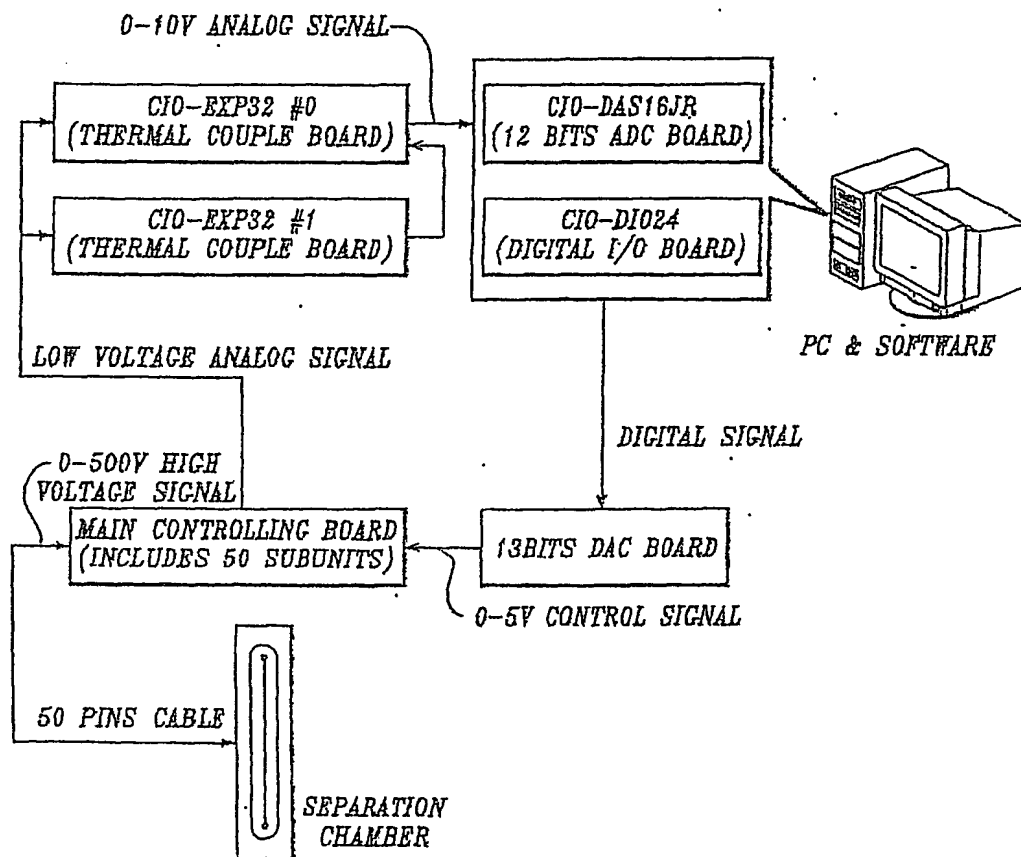 0-10V ANALOG SIGNAL
CIO-EXP32 #0
(THERMAL COUPLE BOARD)
CIO-DAS16JR
(12 BITS ADC BOARD)
CIO-EXP32 #1
(THERMAL COUPLE BOARD)
CIO-DIO24
(DIGITAL I/O BOARD)
PC & SOFTWARE
LOW VOLTAGE ANALOG SIGNAL
DIGITAL SIGNAL
0-500V HIGH
VOLTAGE SIGNAL
MAIN CONTROLLING BOARD
(INCLUDES 50 SUBUNITS)
13BITS DAC BOARD
0-5V CONTROL SIGNAL
50 PINS CABLE
SEPARATION
CHAMBER